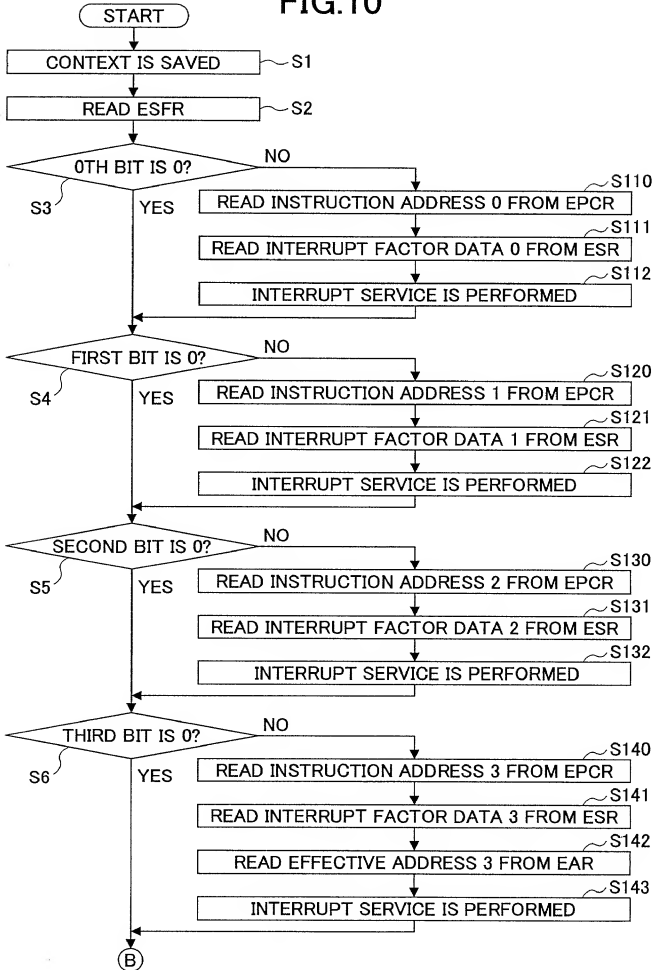 FIG.10
START
CONTEXT IS SAVED
S1
READ ESFR
S2
0TH BIT IS 0?
NO
S3
YES
S110
READ INSTRUCTION ADDRESS 0 FROM EPCR
S111
READ INTERRUPT FACTOR DATA 0 FROM ESR
S112
INTERRUPT SERVICE IS PERFORMED
FIRST BIT IS 0?
NO
S4
YES
S120
READ INSTRUCTION ADDRESS 1 FROM EPCR
S121
READ INTERRUPT FACTOR DATA 1 FROM ESR
S122
INTERRUPT SERVICE IS PERFORMED
SECOND BIT IS 0?
NO
S5
YES
S130
READ INSTRUCTION ADDRESS 2 FROM EPCR
S131
READ INTERRUPT FACTOR DATA 2 FROM ESR
S132
INTERRUPT SERVICE IS PERFORMED
THIRD BIT IS 0?
NO
S6
YES
S140
READ INSTRUCTION ADDRESS 3 FROM EPCR
S141
READ INTERRUPT FACTOR DATA 3 FROM ESR
S142
READ EFFECTIVE ADDRESS 3 FROM EAR
S143
INTERRUPT SERVICE IS PERFORMED
B